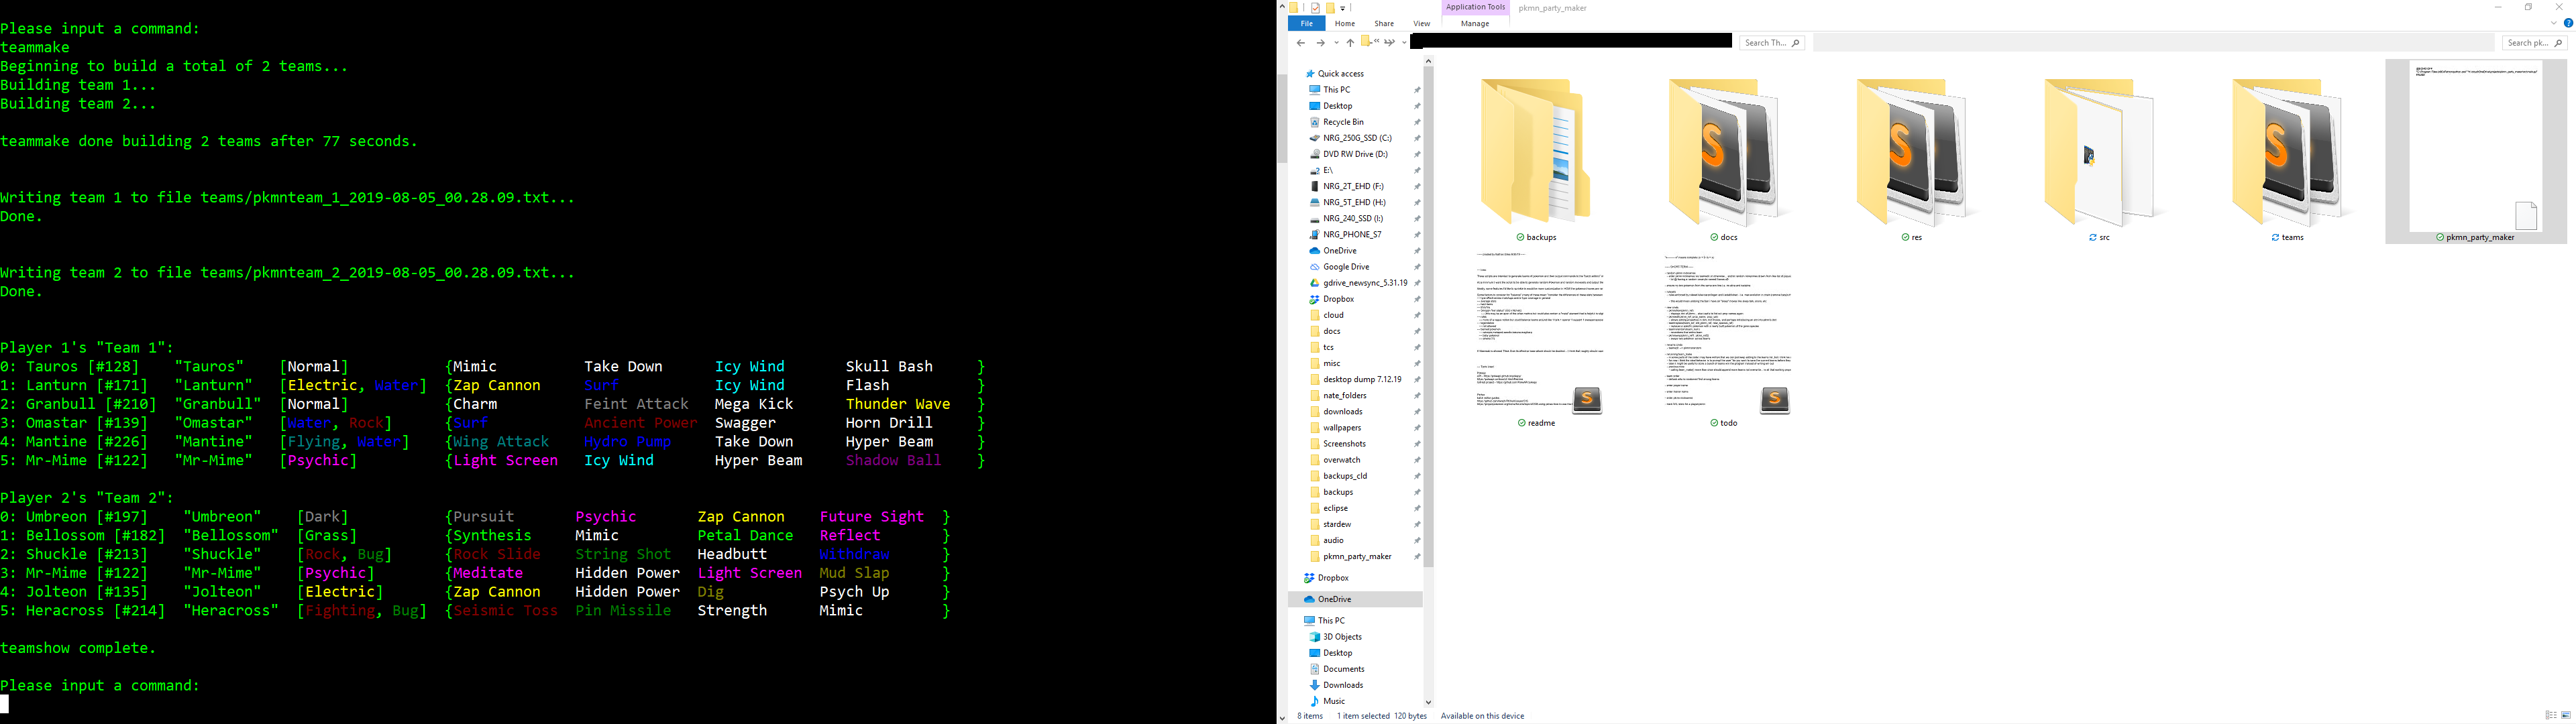 Please input a command:
teammake
Beginning to build a total of 2 teams...
Building team 1...
Building team 2...
teammake done building 2 teams after 77 seconds.
Writing team 1 to file teams/pkmnteam_1_2019-08-05_00.28.09.txt...
Done.
Writing team 2 to file teams/pkmnteam_2_2019-08-05_00.28.09.txt...
Done.
Player 1's "Team 1":
0: Tauros [#128] "Tauros" [Normal] {Mimic Take Down Icy Wind Skull Bash }
1: Lanturn [#171] "Lanturn" [Electric, Water] {Zap Cannon Surf Icy Wind Flash }
2: Granbull [#210] "Granbull" [Normal] {Charm Feint Attack Mega Kick Thunder Wave }
3: Omastar [#139] "Omastar" [Water, Rock] {Surf Ancient Power Swagger Horn Drill }
4: Mantine [#226] "Mantine" [Flying, Water] {Wing Attack Hydro Pump Take Down Hyper Beam }
5: Mr-Mime [#122] "Mr-Mime" [Psychic] {Light Screen Icy Wind Hyper Beam Shadow Ball }
Player 2's "Team 2":
0: Umbreon [#197] "Umbreon" [Dark] {Pursuit Psychic Zap Cannon Future Sight }
1: Bellossom [#182] "Bellossom" [Grass] {Synthesis Mimic Petal Dance Reflect }
2: Shuckle [#213] "Shuckle" [Rock, Bug] {Rock Slide String Shot Headbutt Withdraw }
3: Mr-Mime [#122] "Mr-Mime" [Psychic] {Meditate Hidden Power Light Screen Mud Slap }
4: Jolteon [#135] "Jolteon" [Electric] {Zap Cannon Hidden Power Dig Psych Up }
5: Heracross [#214] "Heracross" [Fighting, Bug] {Seismic Toss Pin Missile Strength Mimic }
teamshow complete.
Please input a command:
Application Tools pkmn_party_maker
File Home Share View Manage
Search Th... Search pk...
Quick access
This PC
Desktop
Recycle Bin
NRG_250G_SSD (C:)
DVD RW Drive (D:)
E:\
NRG_2T_EHD (F:)
NRG_5T_EHD (H:)
NRG_240_SSD (I:)
NRG_PHONE_S7
OneDrive
Google Drive
gdrive_newsync_5.31.19
Dropbox
cloud
docs
tcs
misc
desktop dump 7.12.19
nate_folders
downloads
wallpapers
Screenshots
overwatch
backups_cld
backups
eclipse
stardew
audio
pkmn_party_maker
Dropbox
OneDrive
This PC
3D Objects
Desktop
Documents
Downloads
Music
backups docs res src teams pkmn_party_maker
readme todo
8 items 1 item selected 120 bytes Available on this device